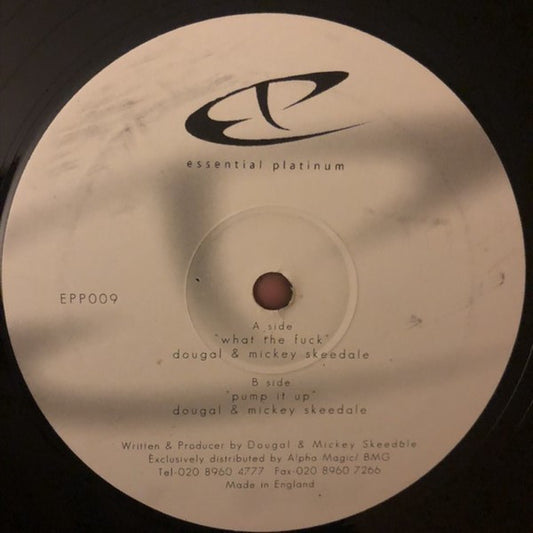 essential platinum
EPP009
A side
"what the fuck"
dougal & mickey skeedale
B side
"pump it up"
dougal & mickey skeedale
Written & Producer by Dougal & Mickey Skeedale
Exclusively distributed by Alpha Magic/ BMG
Tel-020 8960 4777 Fax-020 8960 7266
Made in England